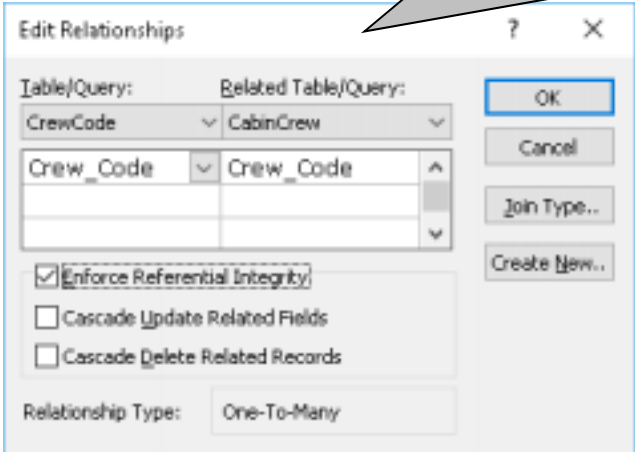 Edit Relationships ? ×
Table/Query: Related Table/Query:
CrewCode CabinCrew
Crew_Code Crew_Code
Enforce Referential Integrity
Cascade Update Related Fields
Cascade Delete Related Records
Relationship Type: One-To-Many
OK
Cancel
Join Type..
Create New..